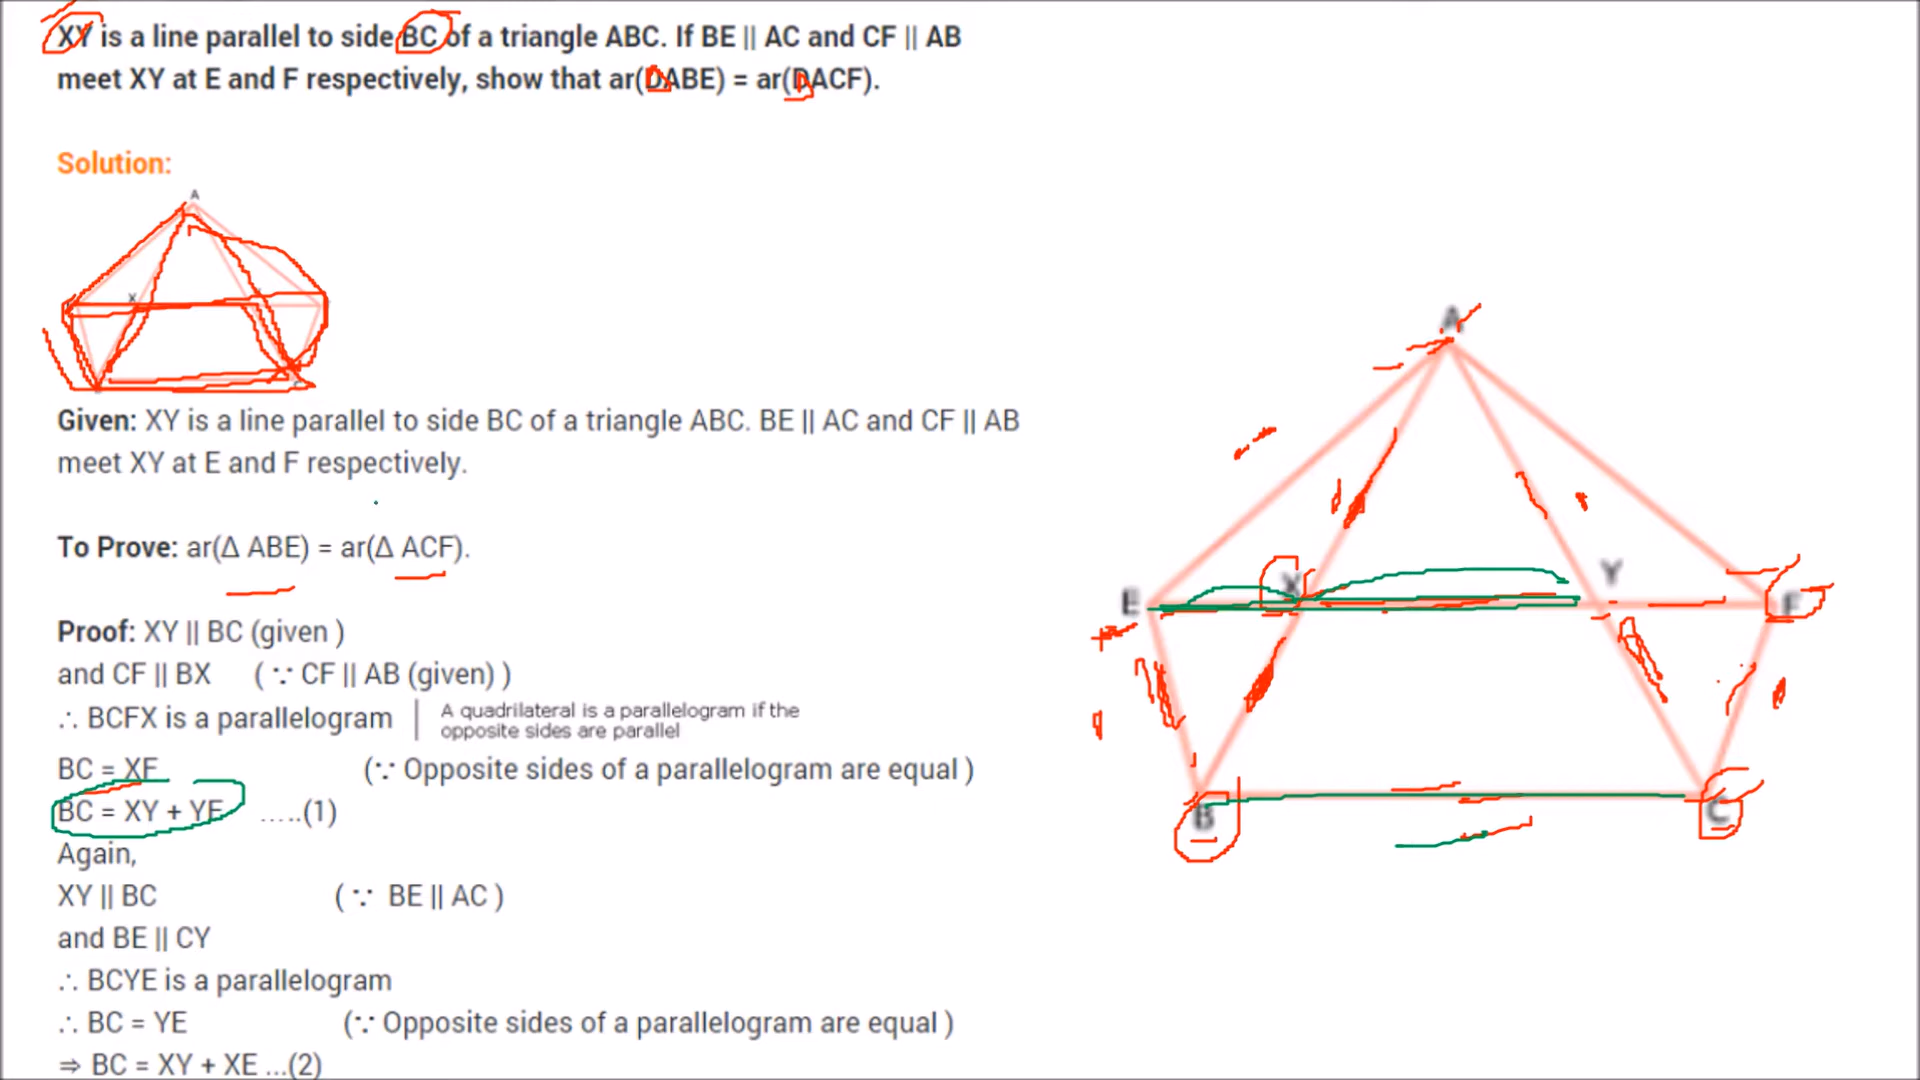 XY is a line parallel to side BC of a triangle ABC. If BE || AC and CF || AB
meet XY at E and F respectively, show that ar(DABE) = ar(DACF).
Solution:
A
X
Given: XY is a line parallel to side BC of a triangle ABC. BE || AC and CF || AB
meet XY at E and F respectively.
To Prove: ar(Δ ABE) = ar(Δ ACF).
Proof: XY || BC (given )
and CF || BX ( ∵ CF || AB (given) )
∴ BCFX is a parallelogram | A quadrilateral is a parallelogram if the
opposite sides are parallel
BC = XF (∵ Opposite sides of a parallelogram are equal )
BC = XY + YF .....(1)
Again,
XY || BC ( ∵ BE || AC )
and BE || CY
∴ BCYE is a parallelogram
∴ BC = YE (∵ Opposite sides of a parallelogram are equal )
⇒ BC = XY + XE ...(2)
A
E
X
Y
F
B
C